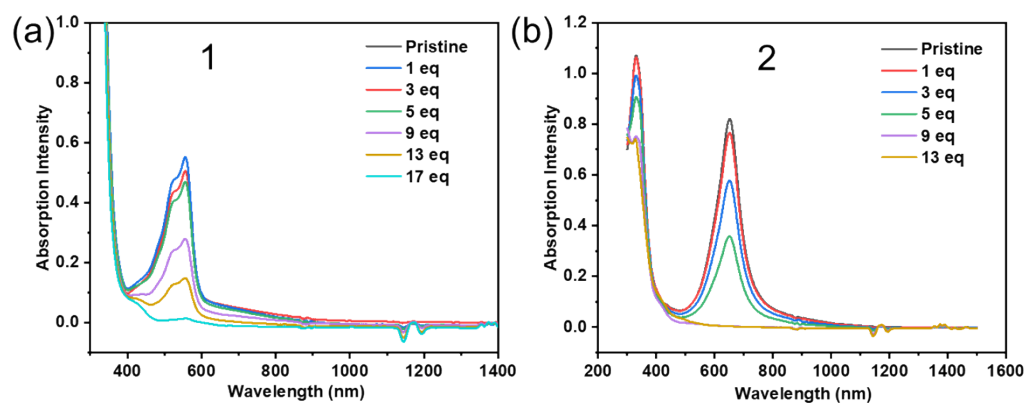 (a)
1
Pristine
1 eq
3 eq
5 eq
9 eq
13 eq
17 eq
Absorption Intensity
1.0
0.8
0.6
0.4
0.2
0.0
400 600 800 1000 1200 1400
Wavelength (nm)
(b)
2
Pristine
1 eq
3 eq
5 eq
9 eq
13 eq
Absorption Intensity
1.2
1.0
0.8
0.6
0.4
0.2
0.0
200 400 600 800 1000 1200 1400 1600
Wavelength (nm)